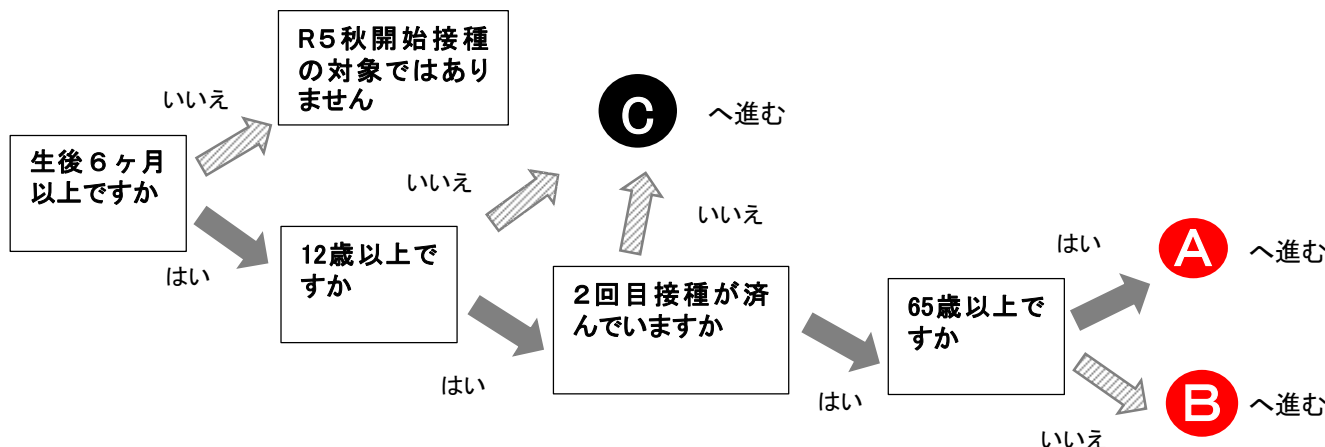 R5秋開始接種
の対象ではあり
ません
いいえ
生後6ヶ月
以上ですか
はい
12歳以上で
すか
いいえ
C へ進む
はい
2回目接種が済
んでいますか
いいえ
はい
65歳以上で
すか
はい
A へ進む
いいえ
B へ進む